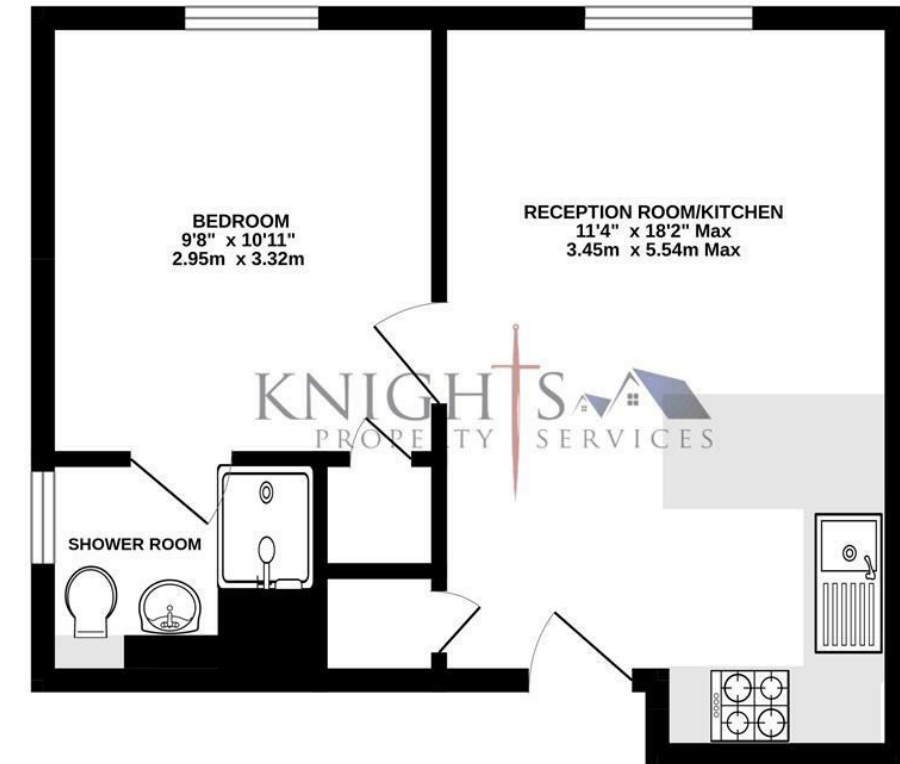 BEDROOM
9'8" x 10'11"
2.95m x 3.32m
RECEPTION ROOM/KITCHEN
11'4" x 18'2" Max
3.45m x 5.54m Max
KNIGHTS
PROPERTY SERVICES
SHOWER ROOM